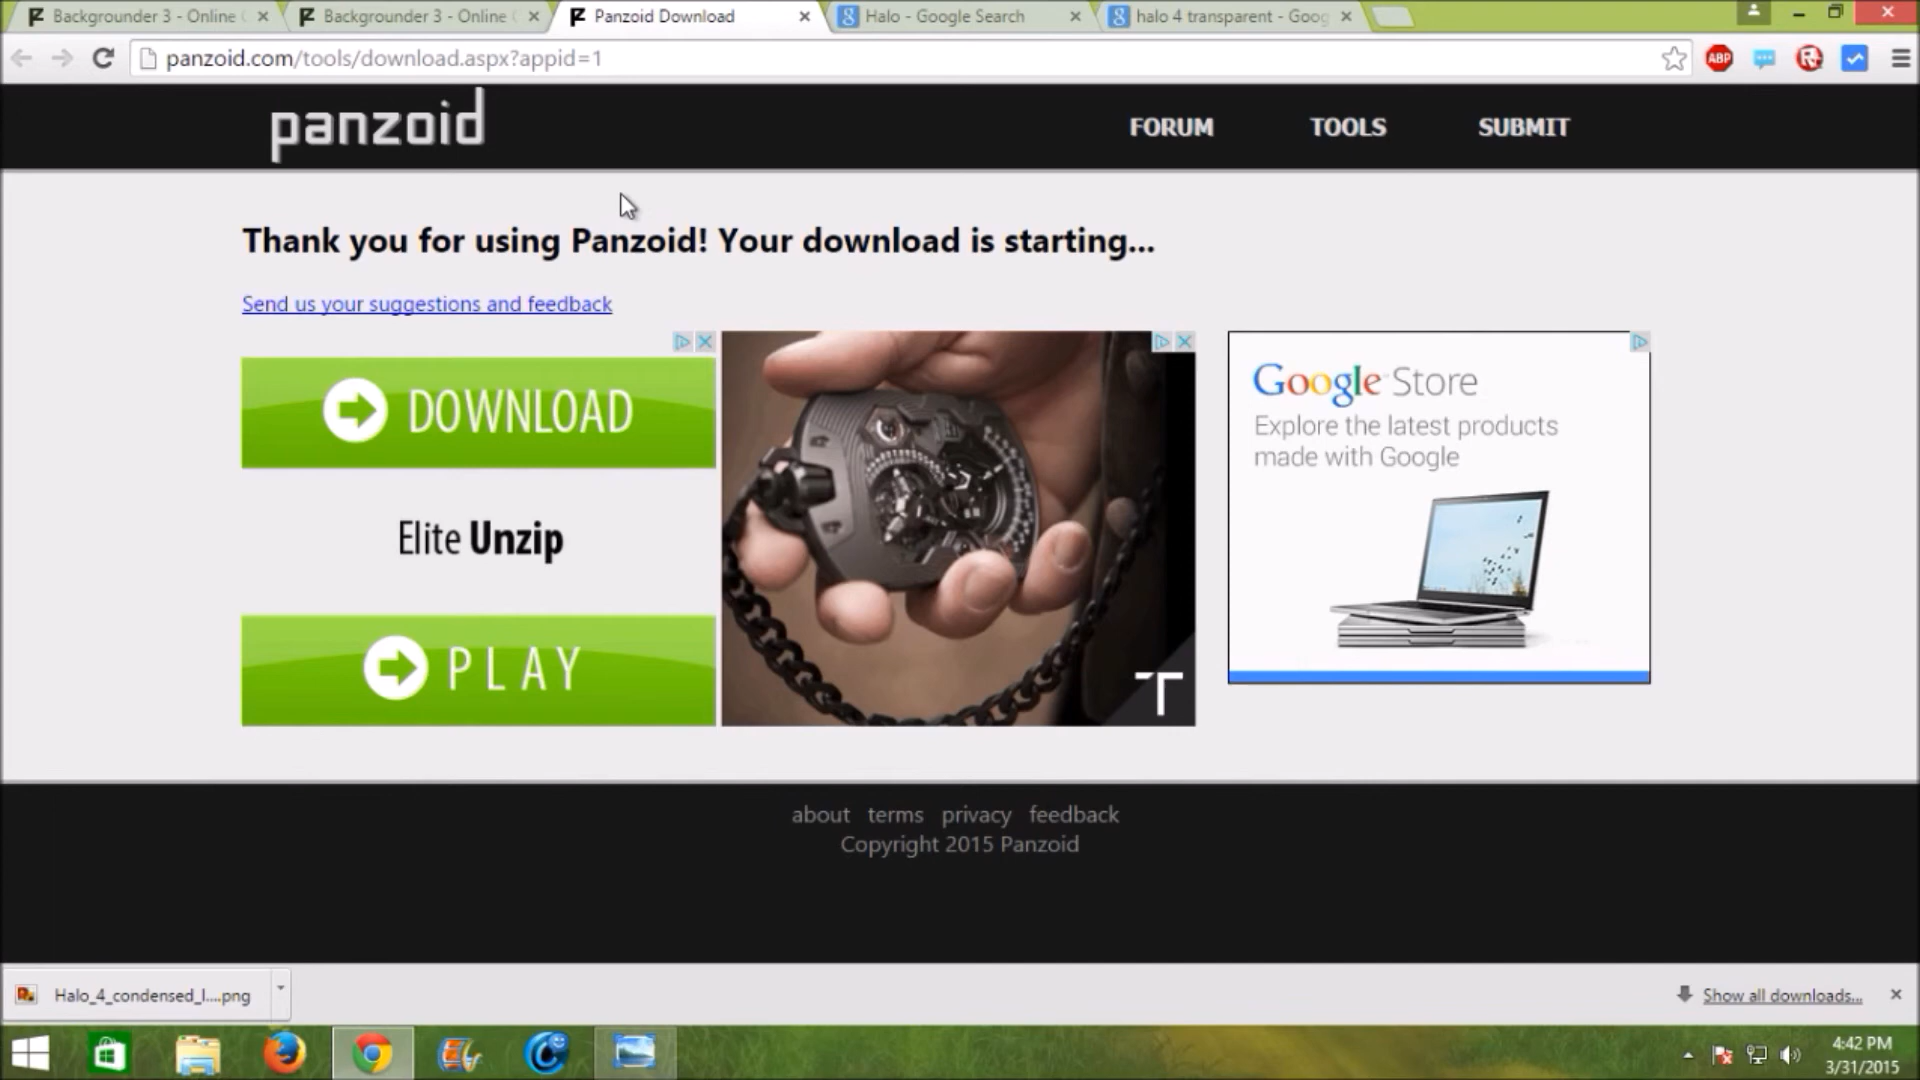 Backgrounder 3 - Online
Backgrounder 3 - Online
Panzoid Download
Halo - Google Search
halo 4 transparent - Goog
panzoid.com/tools/download.aspx?appid=1
ABP
panzoid
FORUM
TOOLS
SUBMIT
Thank you for using Panzoid! Your download is starting...
Send us your suggestions and feedback
DOWNLOAD
Elite Unzip
PLAY
T
Google Store
Explore the latest products
made with Google
about terms privacy feedback
Copyright 2015 Panzoid
Halo_4_condensed_l....png
Show all downloads...
4:42 PM
3/31/2015